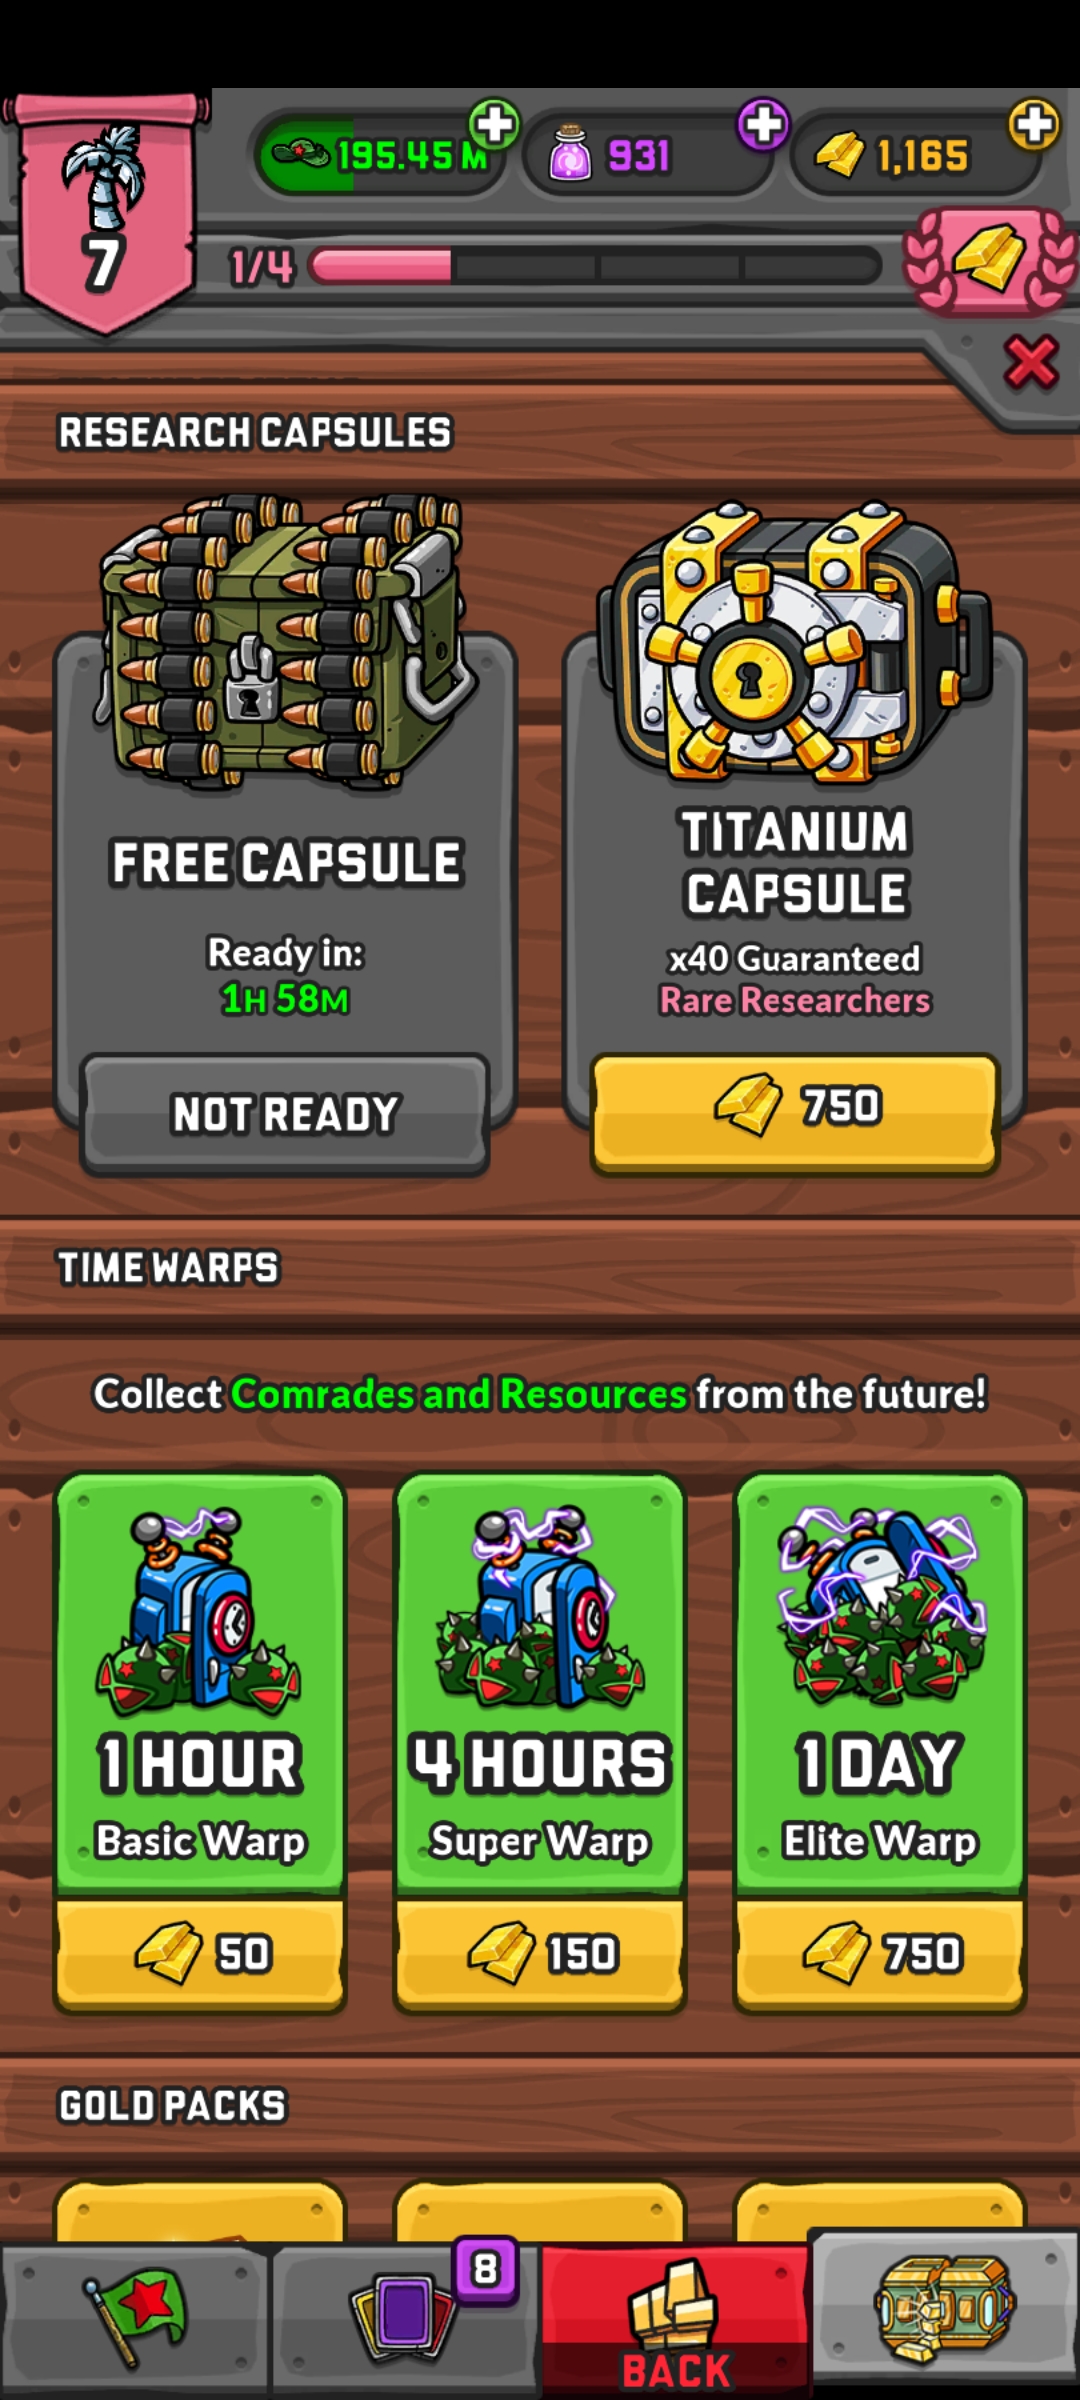 195.45 M
931
1,165
7
1/4
RESEARCH CAPSULES
FREE CAPSULE
Ready in:
1H 58M
NOT READY
TITANIUM
CAPSULE
x40 Guaranteed
Rare Researchers
750
TIME WARPS
Collect Comrades and Resources from the future!
1 HOUR
Basic Warp
50
4 HOURS
Super Warp
150
1 DAY
Elite Warp
750
GOLD PACKS
8
BACK